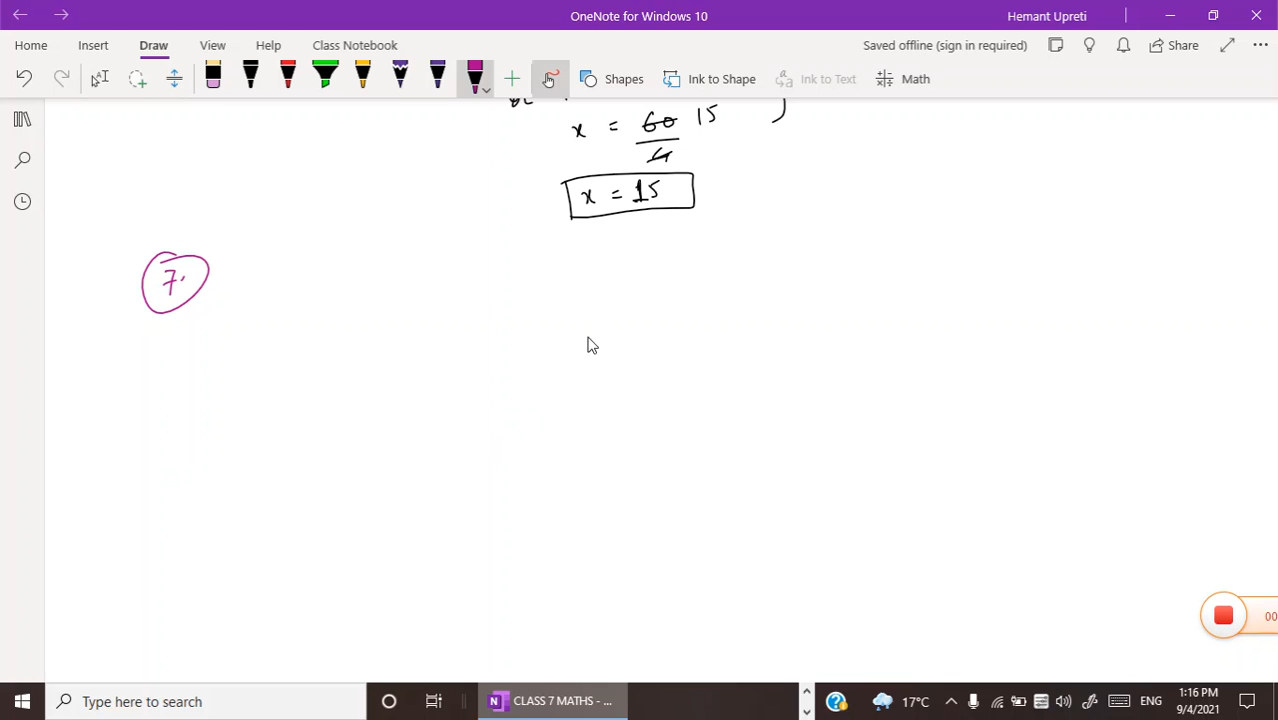 OneNote for Windows 10
Hemant Upreti
Home Insert Draw View Help Class Notebook
Saved offline (sign in required)
Share
Shapes
Ink to Shape
Ink to Text
Math
x = 60 15
4
x = 15
7.
00
Type here to search
CLASS 7 MATHS - ...
17°C
ENG
1:16 PM
9/4/2021